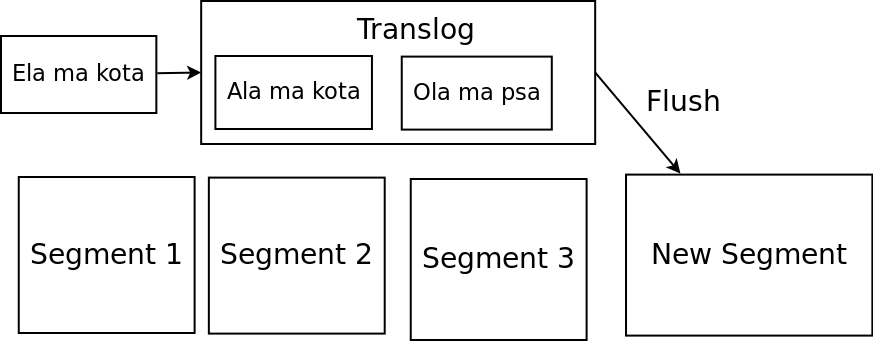 Translog
Ela ma kota
Ala ma kota
Ola ma psa
Flush
Segment 1
Segment 2
Segment 3
New Segment